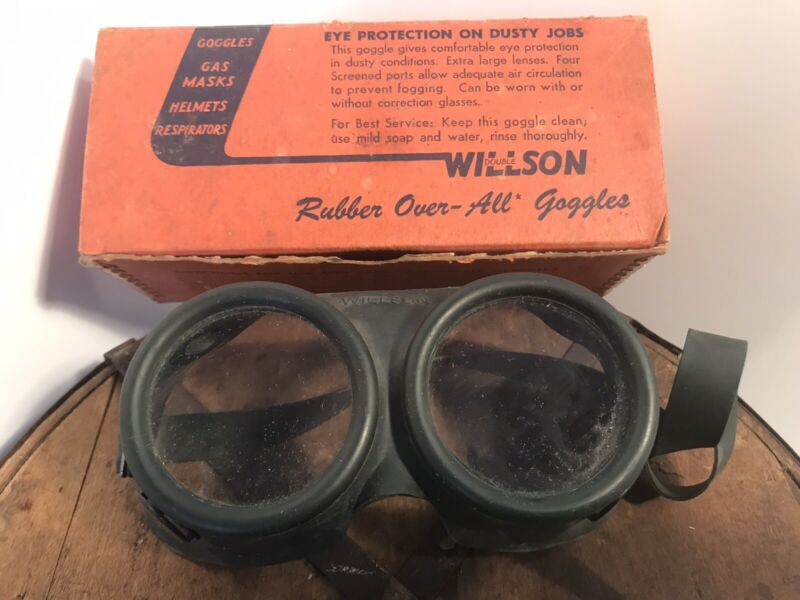 GOGGLES
GAS
MASKS
HELMETS
RESPIRATORS
EYE PROTECTION ON DUSTY JOBS
This goggle gives comfortable eye protection
in dusty conditions. Extra large lenses. Four
Screened ports allow adequate air circulation
to prevent fogging. Can be worn with or
without correction glasses.
For Best Service: Keep this goggle clean;
use mild soap and water, rinse thoroughly.
WILLSON
DOUBLE
Rubber Over-All* Goggles
WILLSON